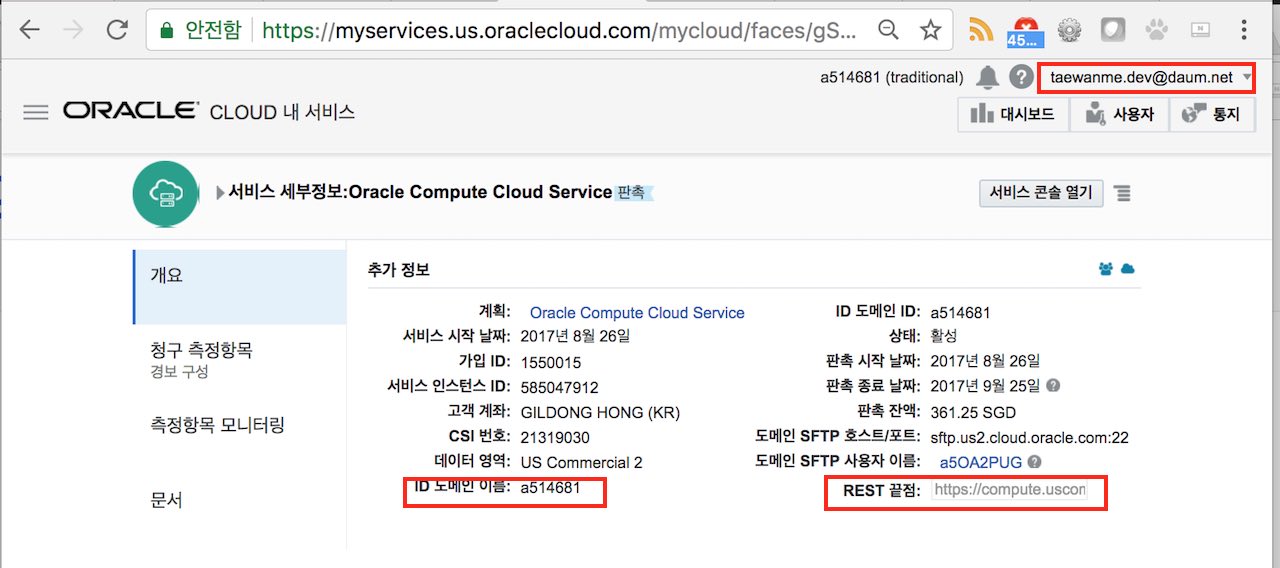 안전함 https://myservices.us.oraclecloud.com/mycloud/faces/gS...
45...
N
a514681 (traditional) ? taewanme.dev@daum.net
ORACLE CLOUD 내 서비스
대시보드 사용자 통지
서비스 세부정보:Oracle Compute Cloud Service 판촉
서비스 콘솔 열기
개요
청구 측정항목
경보 구성
측정항목 모니터링
문서
추가 정보
계획: Oracle Compute Cloud Service
서비스 시작 날짜: 2017년 8월 26일
가입 ID: 1550015
서비스 인스턴스 ID: 585047912
고객 계좌: GILDONG HONG (KR)
CSI 번호: 21319030
데이터 영역: US Commercial 2
ID 도메인 이름: a514681
ID 도메인 ID: a514681
상태: 활성
판촉 시작 날짜: 2017년 8월 26일
판촉 종료 날짜: 2017년 9월 25일 ?
판촉 잔액: 361.25 SGD
도메인 SFTP 호스트/포트: sftp.us2.cloud.oracle.com:22
도메인 SFTP 사용자 이름: a5OA2PUG ?
REST 끝점: https://compute.uscon